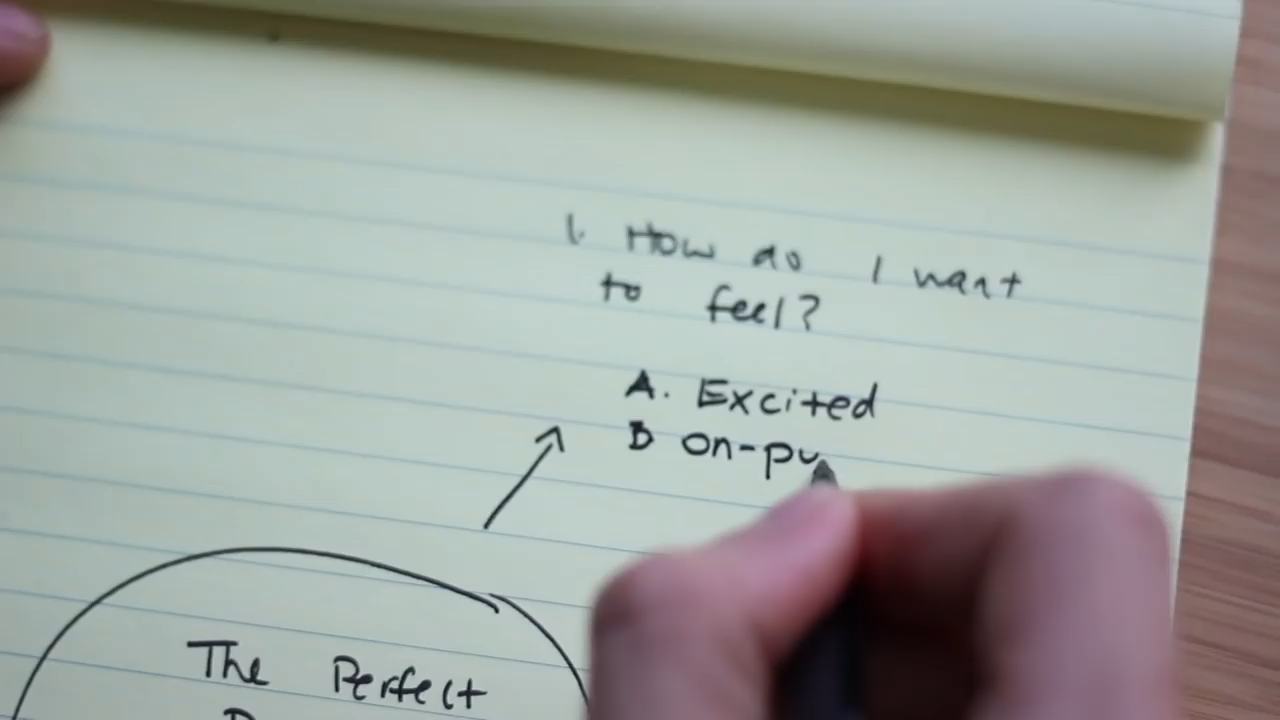 1. How do I want
to feel?
A. Excited
B on-pu
The Perfect